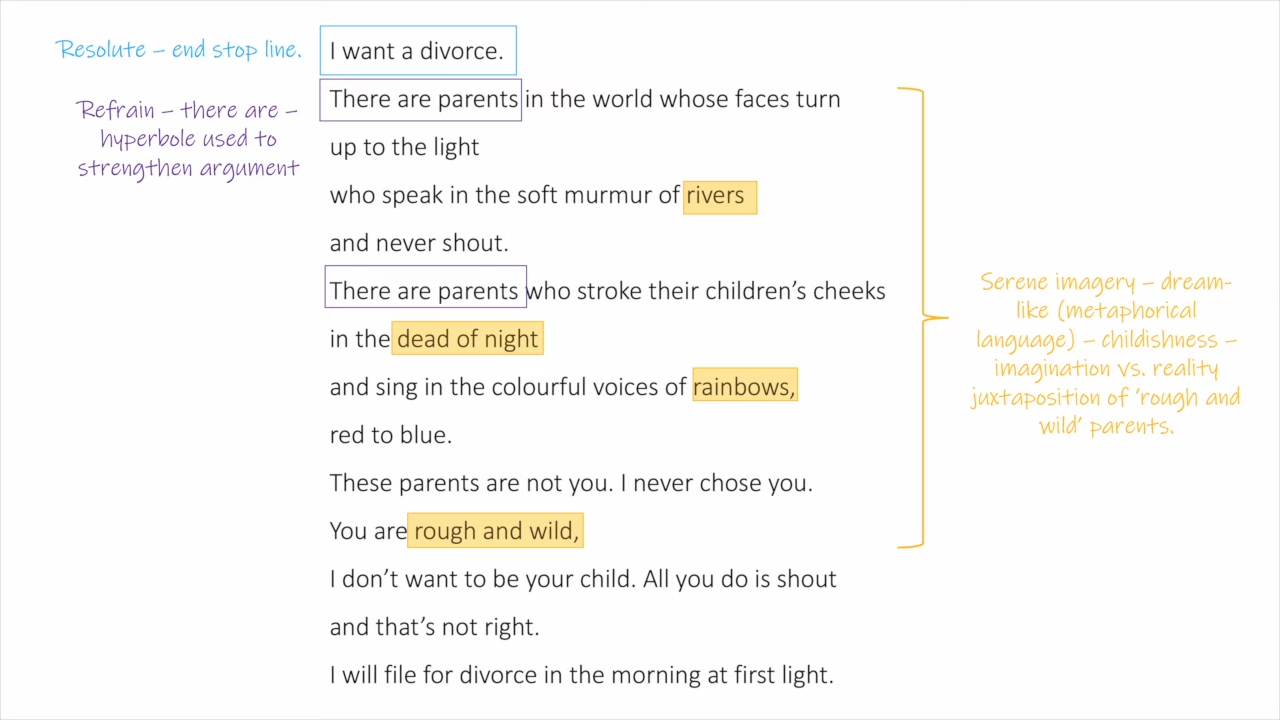 Resolute – end stop line.
I want a divorce.
Refrain – there are –
hyperbole used to
strengthen argument
There are parents in the world whose faces turn
up to the light
who speak in the soft murmur of rivers
and never shout.
There are parents who stroke their children's cheeks
in the dead of night
and sing in the colourful voices of rainbows,
red to blue.
These parents are not you. I never chose you.
You are rough and wild,
I don't want to be your child. All you do is shout
and that's not right.
I will file for divorce in the morning at first light.
Serene imagery – dream-
like (metaphorical
language) – childishness –
imagination vs. reality
juxtaposition of 'rough and
wild' parents.